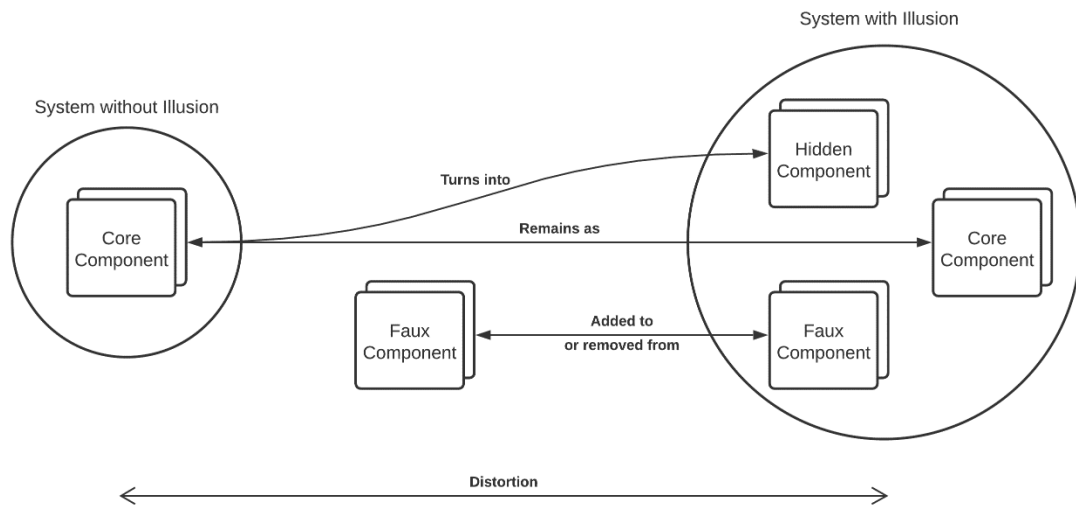 System with Illusion
System without Illusion
Hidden
Component
Turns into
Remains as
Core
Component
Core
Component
Faux
Component
Added to
or removed from
Faux
Component
Distortion